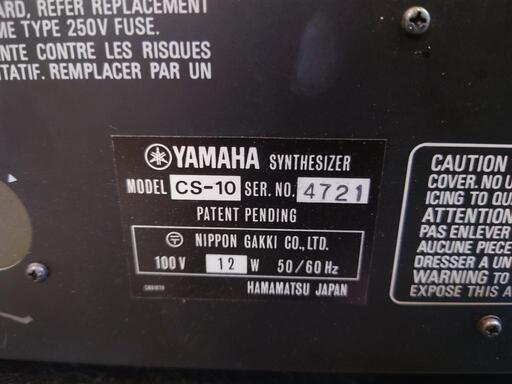 ARD, REFER REPLACEMENT
ME TYPE 250V FUSE.
NTE CONTRE LES RISQUES
TATIF. REMPLACER PAR UN
YAMAHA SYNTHESIZER
MODEL CS-10 SER. NO. 4721
PATENT PENDING
NIPPON GAKKI CO., LTD.
100 V 12 W 50/60 Hz
HAMAMATSU JAPAN
CAUTION
COVER. NO U
ICING TO QU
ATTENTION
PAS ENLEVER
AUCUNE PIECE
DRESSER A UN
WARNING TO
EXPOSE THIS A